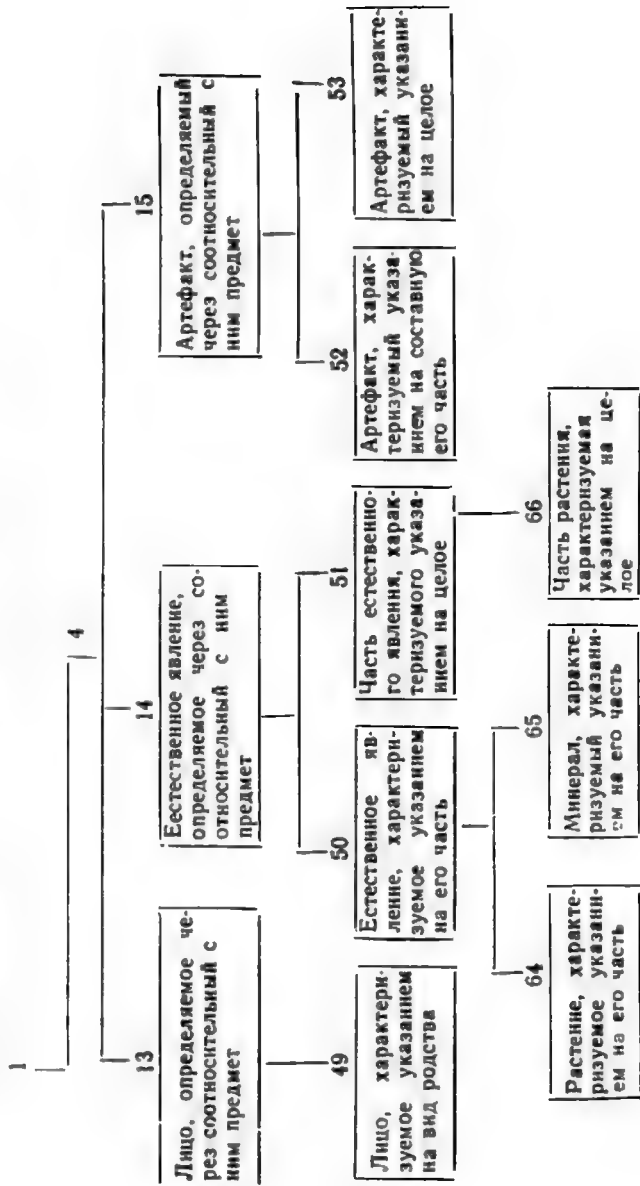 1
4
13
14
15
Лицо, определяемое че-
рез соотносительный с
ним предмет
Еестественное явление,
определяемое через со-
относительный с ним
предмет
Артефакт, определяемый
через соотносительный с
ним предмет
49
50
51
52
53
Лицо, характери-
зуемое указанием
на вид родства
Естественное яв-
ление, характери-
зуемое указанием
на его часть
Часть естественно-
го явления, харак-
теризуемого указа-
нием на целое
Артефакт, харак-
теризуемый указа-
нием на составную
его часть
Артефакт, характе-
ризуемый указани-
ем на целое
64
65
66
Растение, характе-
ризуемое указани-
ем на его часть
Минерал, характе-
ризуемый указани-
ем на его часть
Часть растения,
характеризуемая
указанием на це-
лое